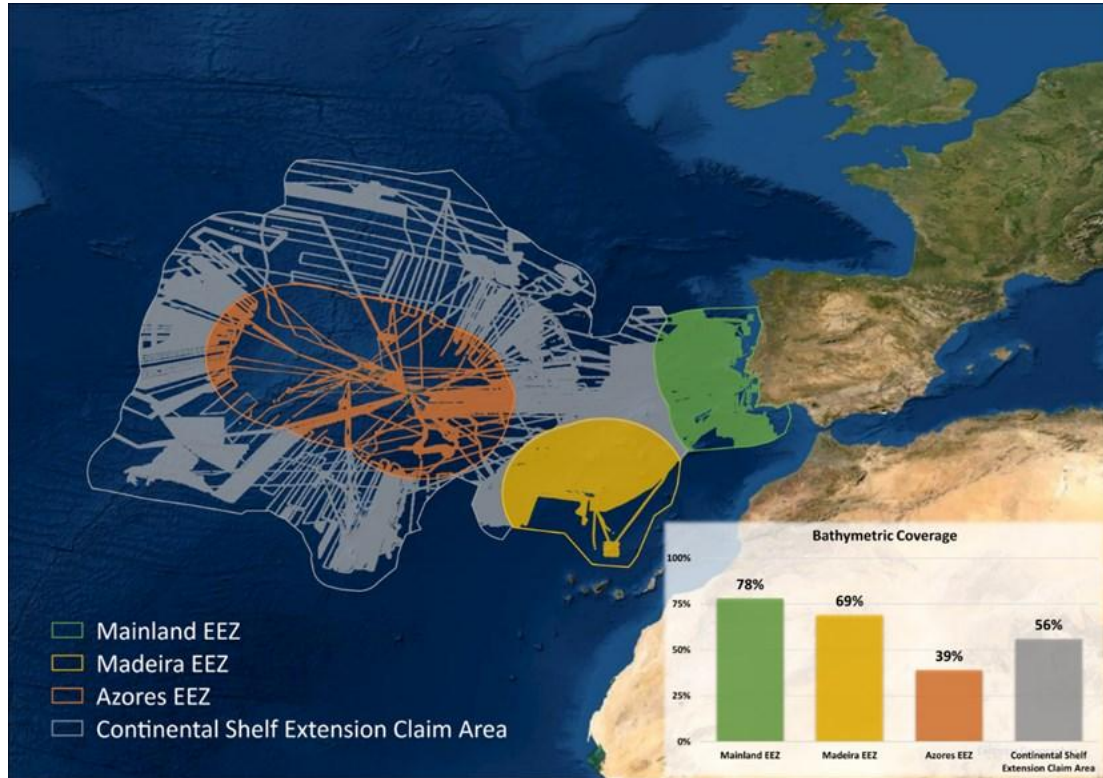 Mainland EEZ
Madeira EEZ
Azores EEZ
Continental Shelf Extension Claim Area
Bathymetric Coverage
100%
75%
50%
25%
0%
78%
69%
39%
56%
Mainland EEZ
Madeira EEZ
Azores EEZ
Continental Shelf
Extension Claim Area